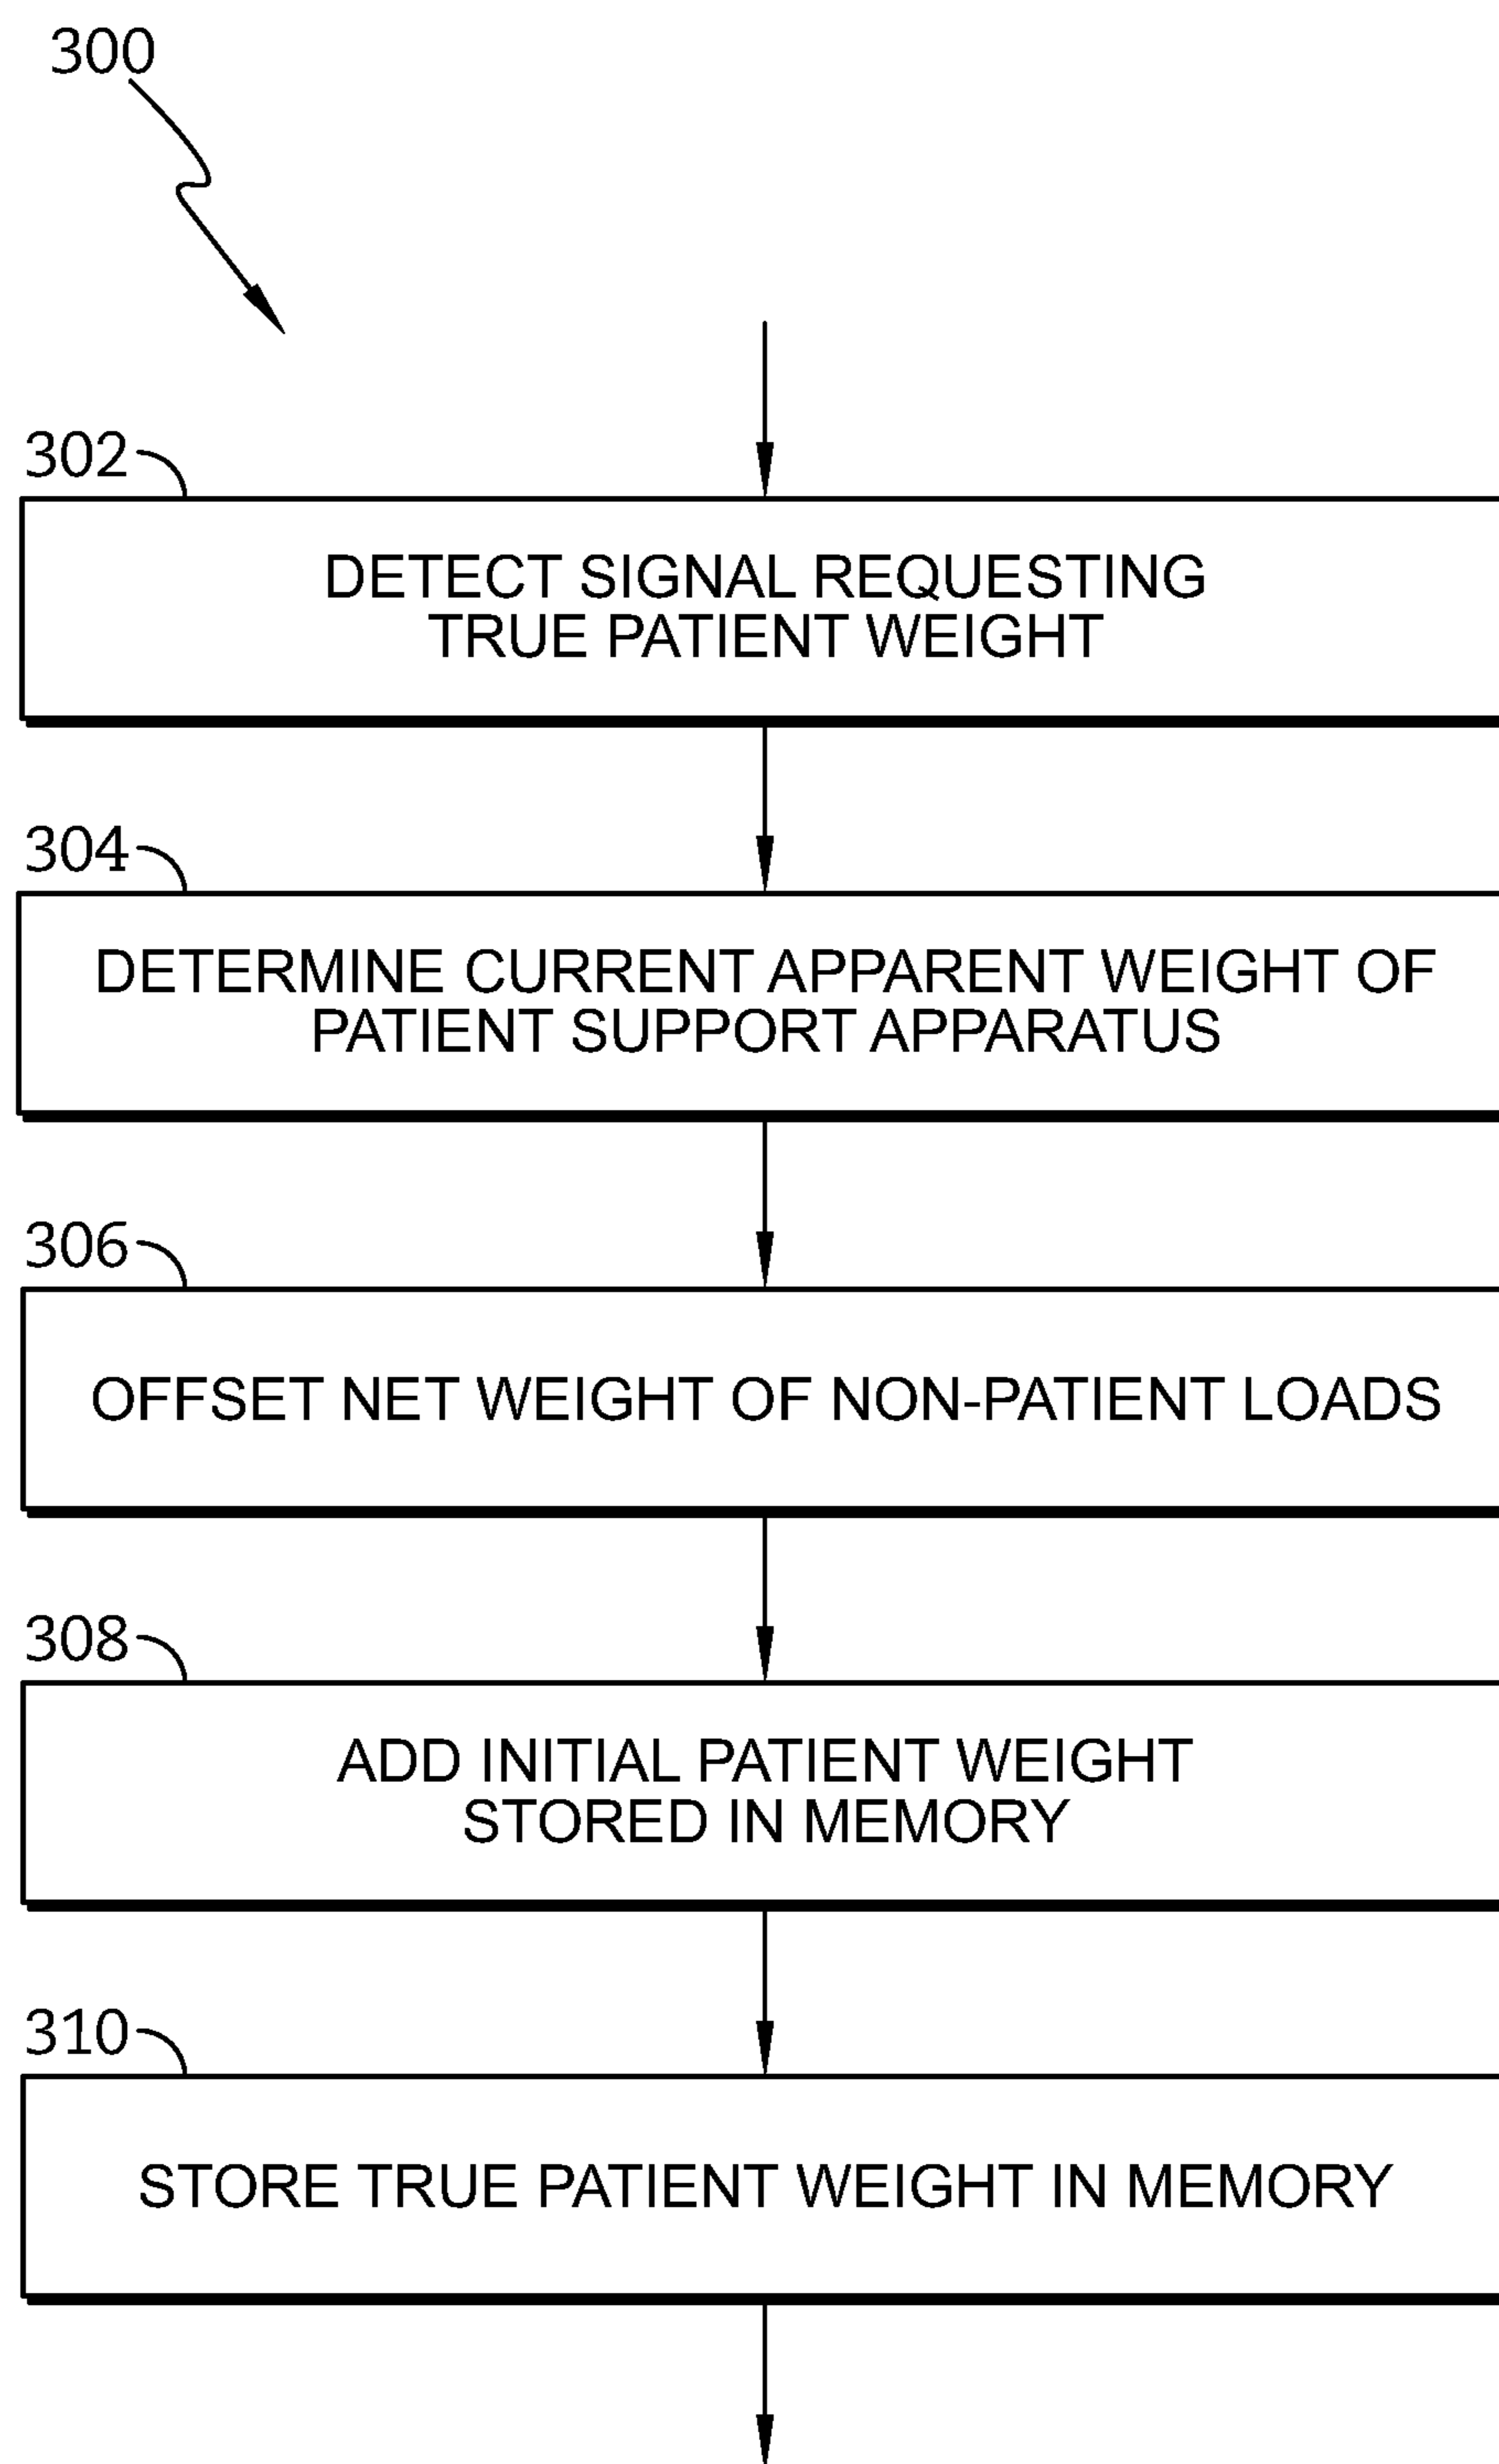 300
302
DETECT SIGNAL REQUESTING
TRUE PATIENT WEIGHT
304
DETERMINE CURRENT APPARENT WEIGHT OF
PATIENT SUPPORT APPARATUS
306
OFFSET NET WEIGHT OF NON-PATIENT LOADS
308
ADD INITIAL PATIENT WEIGHT
STORED IN MEMORY
310
STORE TRUE PATIENT WEIGHT IN MEMORY